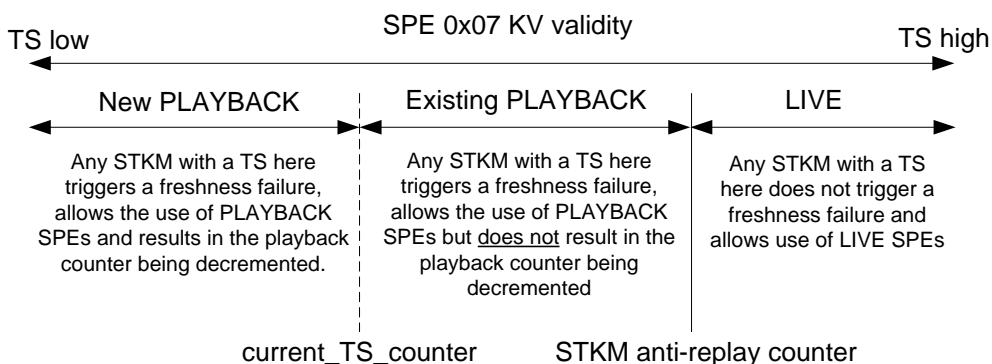 SPE 0x07 KV validity
TS low
TS high
New PLAYBACK
Existing PLAYBACK
LIVE
Any STKM with a TS here
triggers a freshness failure,
allows the use of PLAYBACK
SPEs and results in the playback
counter being decremented.
Any STKM with a TS here
triggers a freshness failure,
allows the use of PLAYBACK
SPEs but does not result in the
playback counter being
decremented
Any STKM with a TS
here does not trigger a
freshness failure and
allows use of LIVE SPEs
current_TS_counter
STKM anti-replay counter